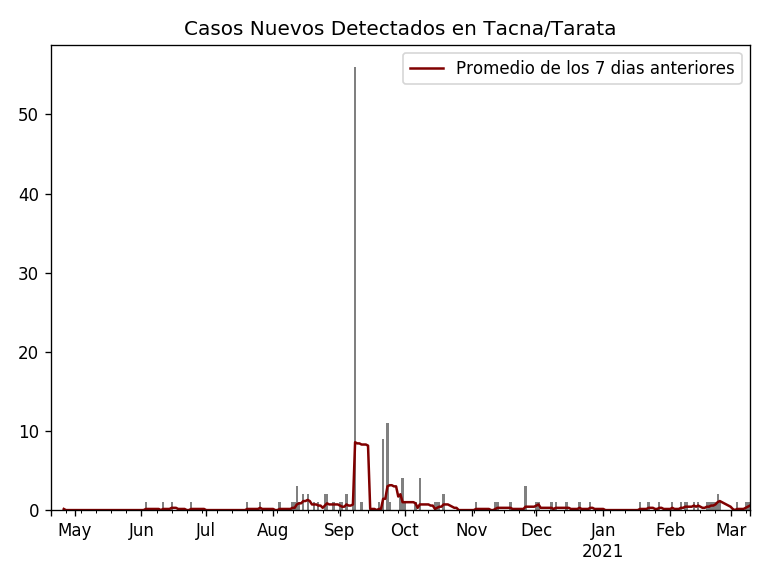 Casos Nuevos Detectados en Tacna/Tarata
Promedio de los 7 dias anteriores
50
40
30
20
10
0
May Jun Jul Aug Sep Oct Nov Dec Jan Feb Mar
2021